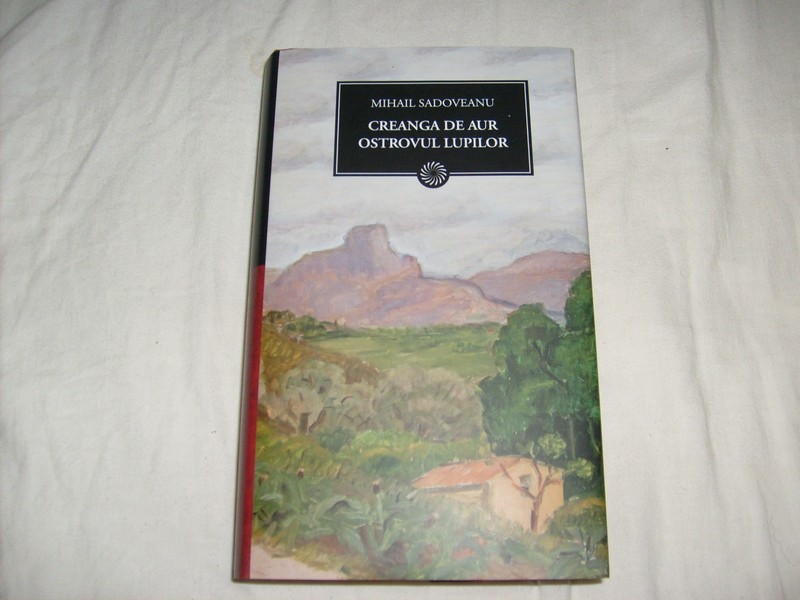 MIHAIL SADOVEANU
CREANGA DE AUR
OSTROVUL LUPILOR